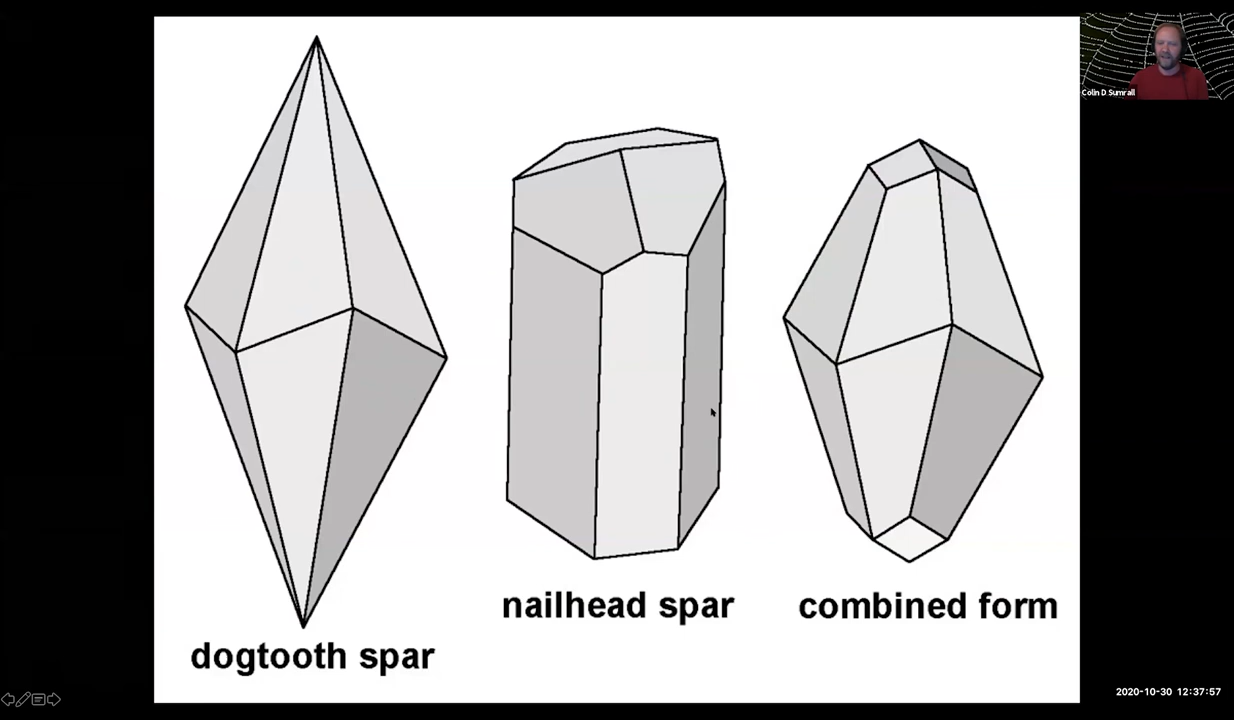 Colin D Sumrall
nailhead spar
combined form
dogtooth spar
2020-10-30 12:37:57